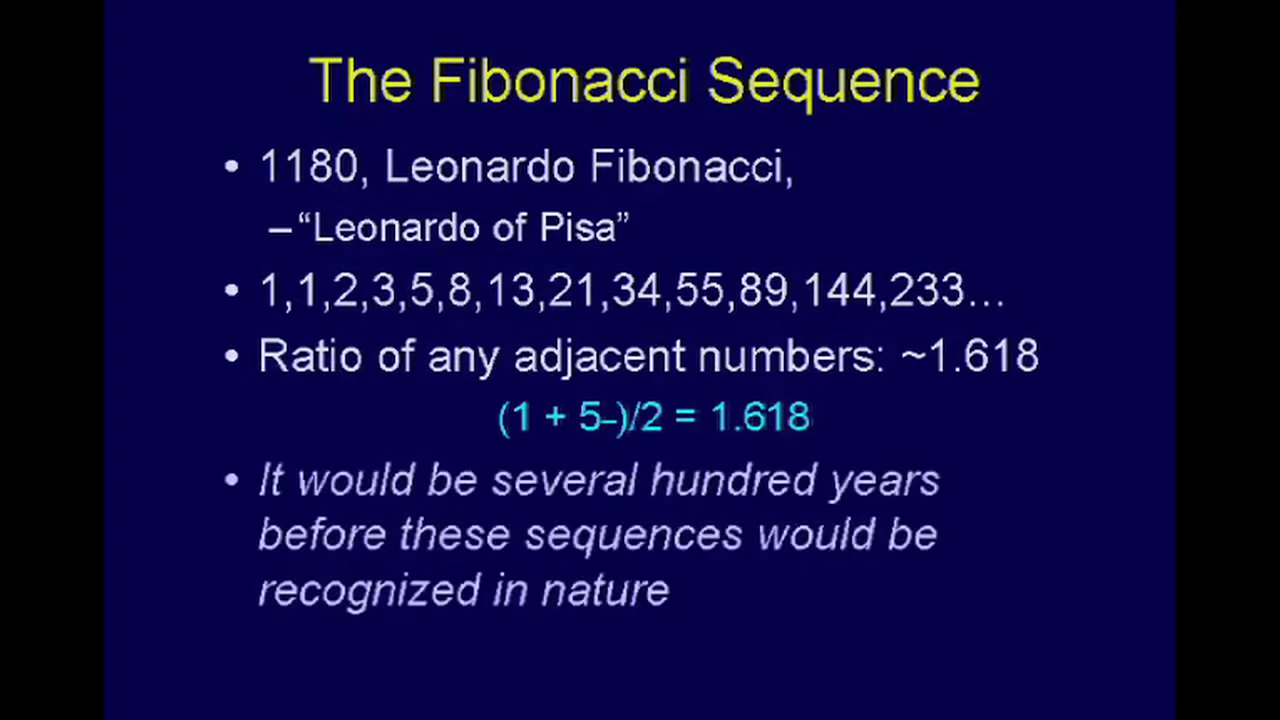 The Fibonacci Sequence
• 1180, Leonardo Fibonacci,
– “Leonardo of Pisa”
• 1,1,2,3,5,8,13,21,34,55,89,144,233…
• Ratio of any adjacent numbers: ~1.618
(1 + 5-)/2 = 1.618
• It would be several hundred years
before these sequences would be
recognized in nature